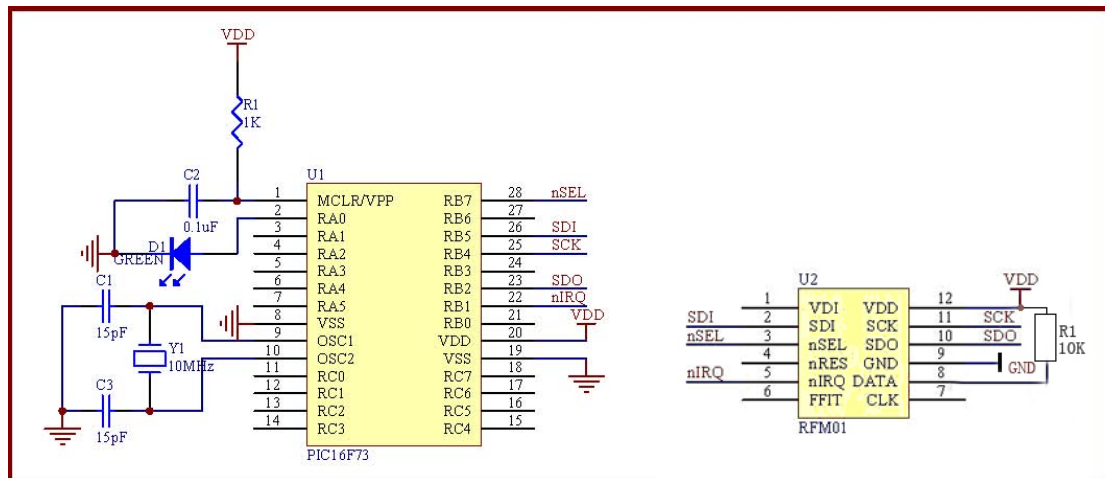 VDD
R1
1K
C2
0.1uF
D1
GREEN
C1
15pF
Y1
10MHz
C3
15pF
U1
1 MCLR/VPP RB7 28 nSEL
2 RA0 RB6 27
3 RA1 RB5 26 SDI
4 RA2 RB4 25 SCK
5 RA3 RB3 24
6 RA4 RB2 23 SDO
7 RA5 RB1 22 nIRQ
8 VSS RB0 21
VDD
9 OSC1 VDD 20
10 OSC2 VSS 19
11 RC0 RC7 18
12 RC1 RC6 17
13 RC2 RC5 16
14 RC3 RC4 15
PIC16F73
U2
VDD
1 VDI VDD 12
SDI 2 SDI SCK 11 SCK
nSEL 3 nSEL SDO 10 SDO
4 nRES GND 9 GND
nIRQ 5 nIRQ DATA 8
6 FFIT CLK 7
RFM01
R1
10K